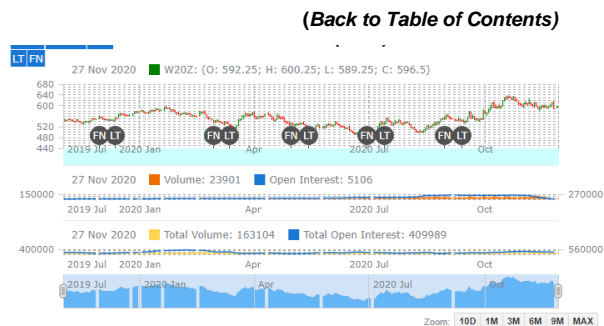 (Back to Table of Contents)
LT FN
27 Nov 2020 W20Z: (O: 592.25; H: 600.25; L: 589.25; C: 596.5)
680
640
600
520
480
440
FN LT FN LT FN LT FN LT FN LT
2019 Jul 2020 Jan Apr 2020 Jul Oct
27 Nov 2020 Volume: 23901 Open Interest: 5106
150000 270000
2019 Jul 2020 Jan Apr 2020 Jul Oct
27 Nov 2020 Total Volume: 163104 Total Open Interest: 409989
400000 560000
2019 Jul 2020 Jan Apr 2020 Jul Oct
2019 Jul 2020 Jan Apr 2020 Jul Oct
Zoom: 10D 1M 3M 6M 9M MAX